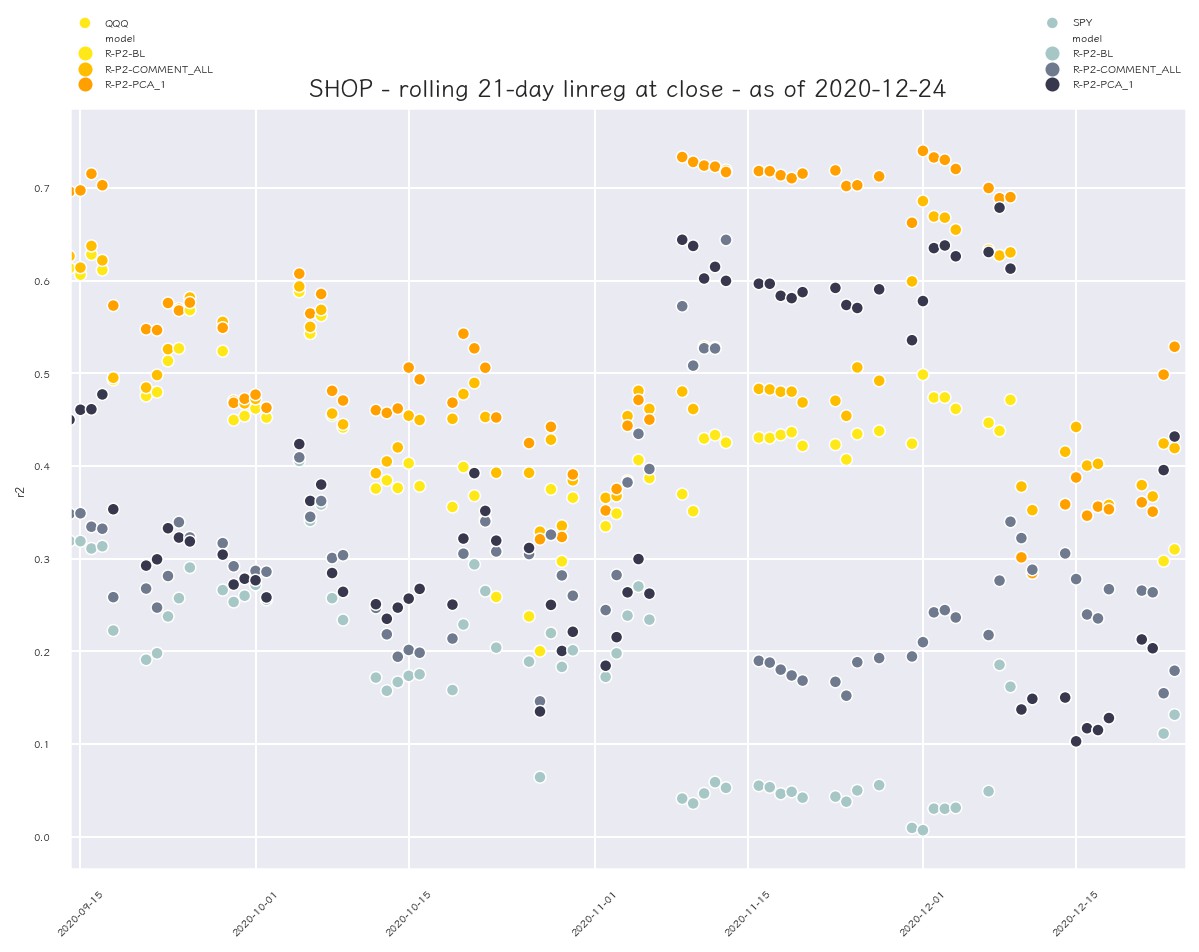 QQQ
model
R-P2-BL
R-P2-COMMENT_ALL
R-P2-PCA_1
SPY
model
R-P2-BL
R-P2-COMMENT_ALL
R-P2-PCA_1
SHOP - rolling 21-day linreg at close - as of 2020-12-24
r2
0.7
0.6
0.5
0.4
0.3
0.2
0.1
0.0
2020-09-15
2020-10-01
2020-10-15
2020-11-01
2020-11-15
2020-12-01
2020-12-15